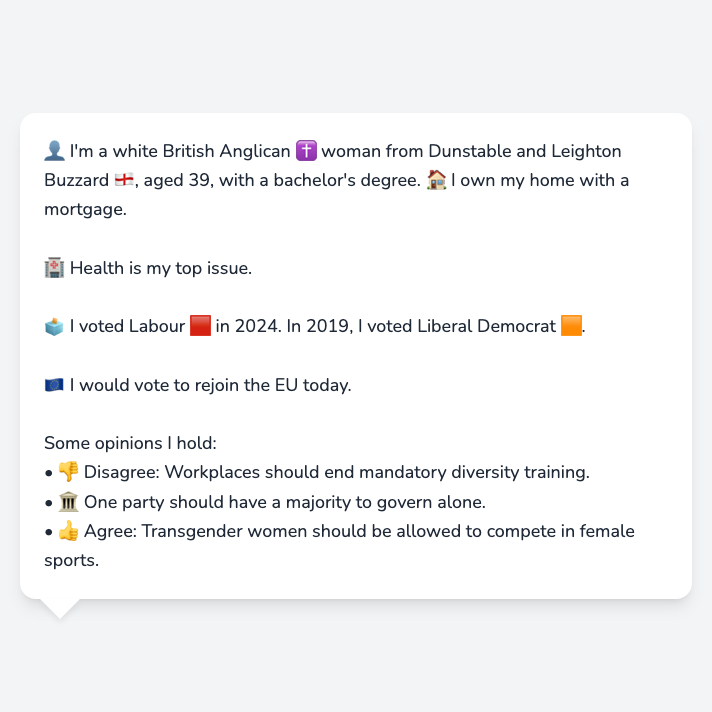 👤 I'm a white British Anglican ✝️ woman from Dunstable and Leighton
Buzzard 🏴󠁧󠁢󠁥󠁮󠁧󠁿, aged 39, with a bachelor's degree. 🏠 I own my home with a
mortgage.
🏥 Health is my top issue.
🗳️ I voted Labour 🟥 in 2024. In 2019, I voted Liberal Democrat 🟧.
🇪🇺 I would vote to rejoin the EU today.
Some opinions I hold:
• 👎 Disagree: Workplaces should end mandatory diversity training.
• 🏛️ One party should have a majority to govern alone.
• 👍 Agree: Transgender women should be allowed to compete in female
sports.